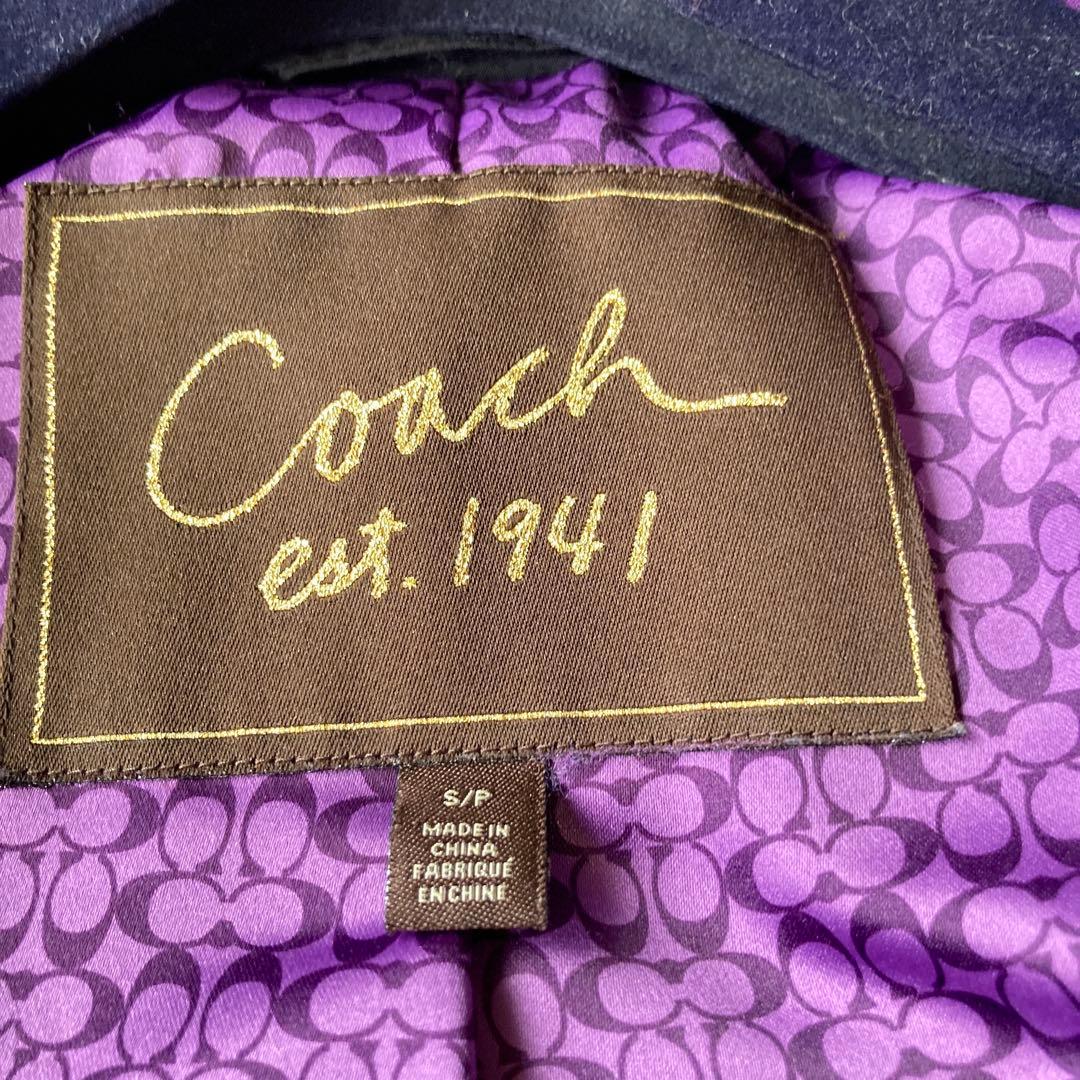 Coach
est. 1941
S/P
MADE IN
CHINA
FABRIQUÉ
EN CHINE